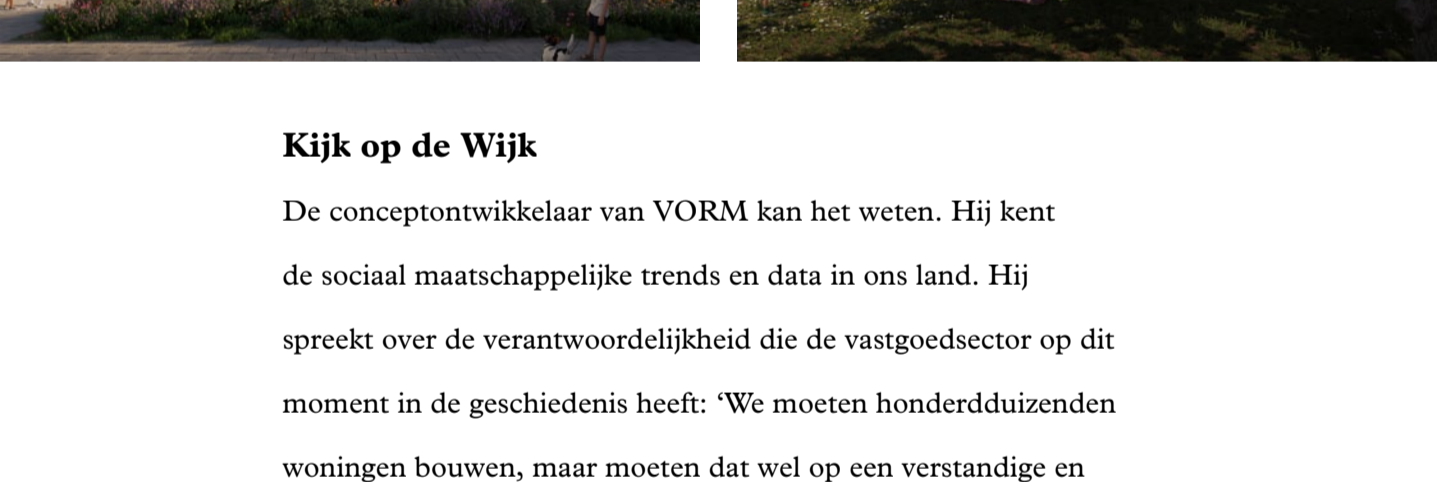 Kijk op de Wijk
De conceptontwikkelaar van VORM kan het weten. Hij kent
de sociaal maatschappelijke trends en data in ons land. Hij
spreekt over de verantwoordelijkheid die de vastgoedsector op dit
moment in de geschiedenis heeft: ‘We moeten honderdduizenden
woningen bouwen, maar moeten dat wel op een verstandige en